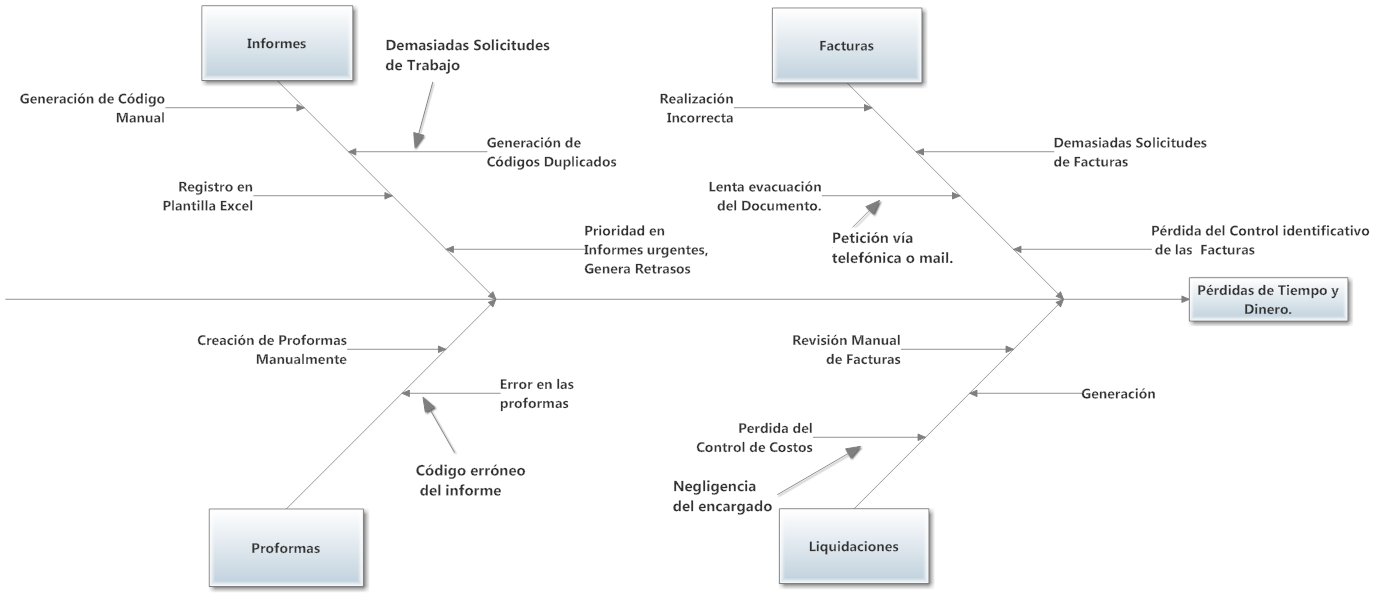 Informes
Demasiadas Solicitudes
de Trabajo
Generación de Código
Manual
Generación de
Códigos Duplicados
Registro en
Plantilla Excel
Prioridad en
Informes urgentes,
Genera Retrasos
Facturas
Realización
Incorrecta
Demasiadas Solicitudes
de Facturas
Lenta evacuación
del Documento.
Petición vía
telefónica o mail.
Pérdida del Control identificativo
de las Facturas
Pérdidas de Tiempo y
Dinero.
Creación de Proformas
Manualmente
Error en las
proformas
Código erróneo
del informe
Proformas
Revisión Manual
de Facturas
Generación
Perdida del
Control de Costos
Negligencia
del encargado
Liquidaciones